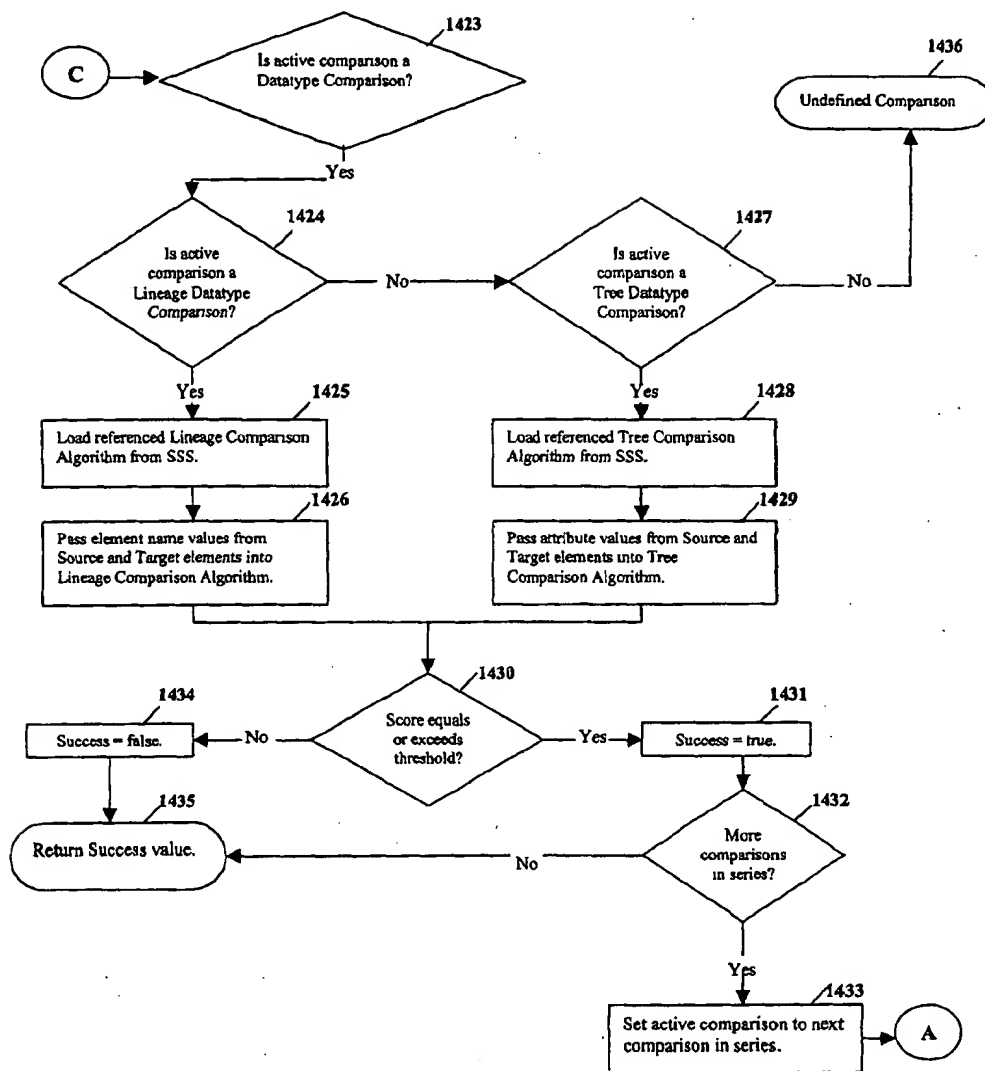 1423
C
Is active comparison a
Datatype Comparison?
1436
Undefined Comparison
Yes
1424
Is active
comparison a
Lineage Datatype
Comparison?
No
1427
Is active
comparison a
Tree Datatype
Comparison?
No
Yes
1425
Load referenced Lineage Comparison
Algorithm from SSS.
Yes
1428
Load referenced Tree Comparison
Algorithm from SSS.
1426
Pass element name values from
Source and Target elements into
Lineage Comparison Algorithm.
1429
Pass attribute values from Source and
Target elements into Tree
Comparison Algorithm.
1430
Score equals
or exceeds
threshold?
1434
Success = false.
No
Yes
1431
Success = true.
1435
Return Success value.
1432
More
comparisons
in series?
No
Yes
1433
Set active comparison to next
comparison in series.
A